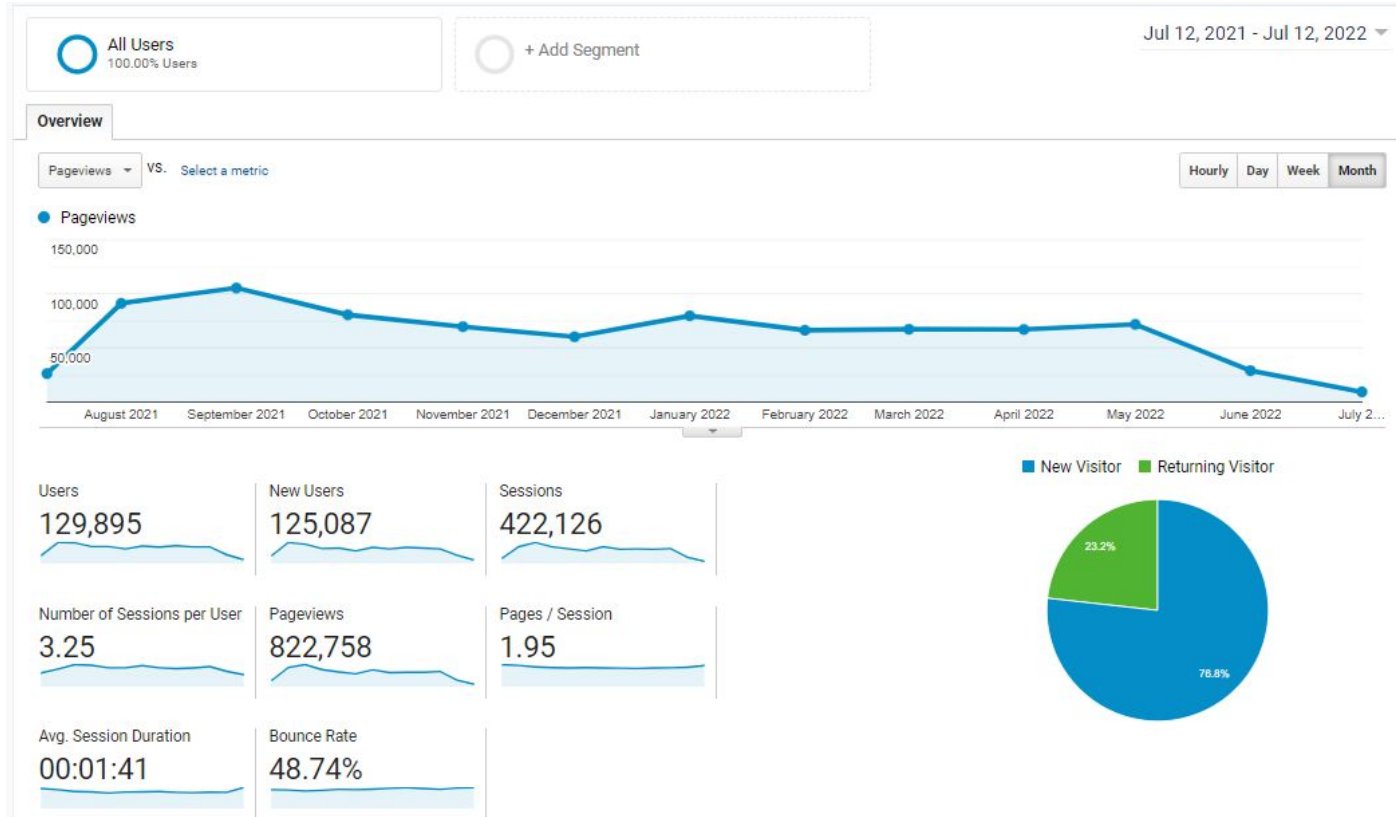 All Users
100.00% Users
+ Add Segment
Jul 12, 2021 - Jul 12, 2022
Overview
Pageviews VS. Select a metric
Hourly Day Week Month
Pageviews
150,000
100,000
50,000
August 2021 September 2021 October 2021 November 2021 December 2021 January 2022 February 2022 March 2022 April 2022 May 2022 June 2022 July 2...
New Visitor Returning Visitor
Users New Users Sessions
129,895 125,087 422,126
23.2%
Number of Sessions per User Pageviews Pages / Session
3.25 822,758 1.95
76.8%
Avg. Session Duration Bounce Rate
00:01:41 48.74%